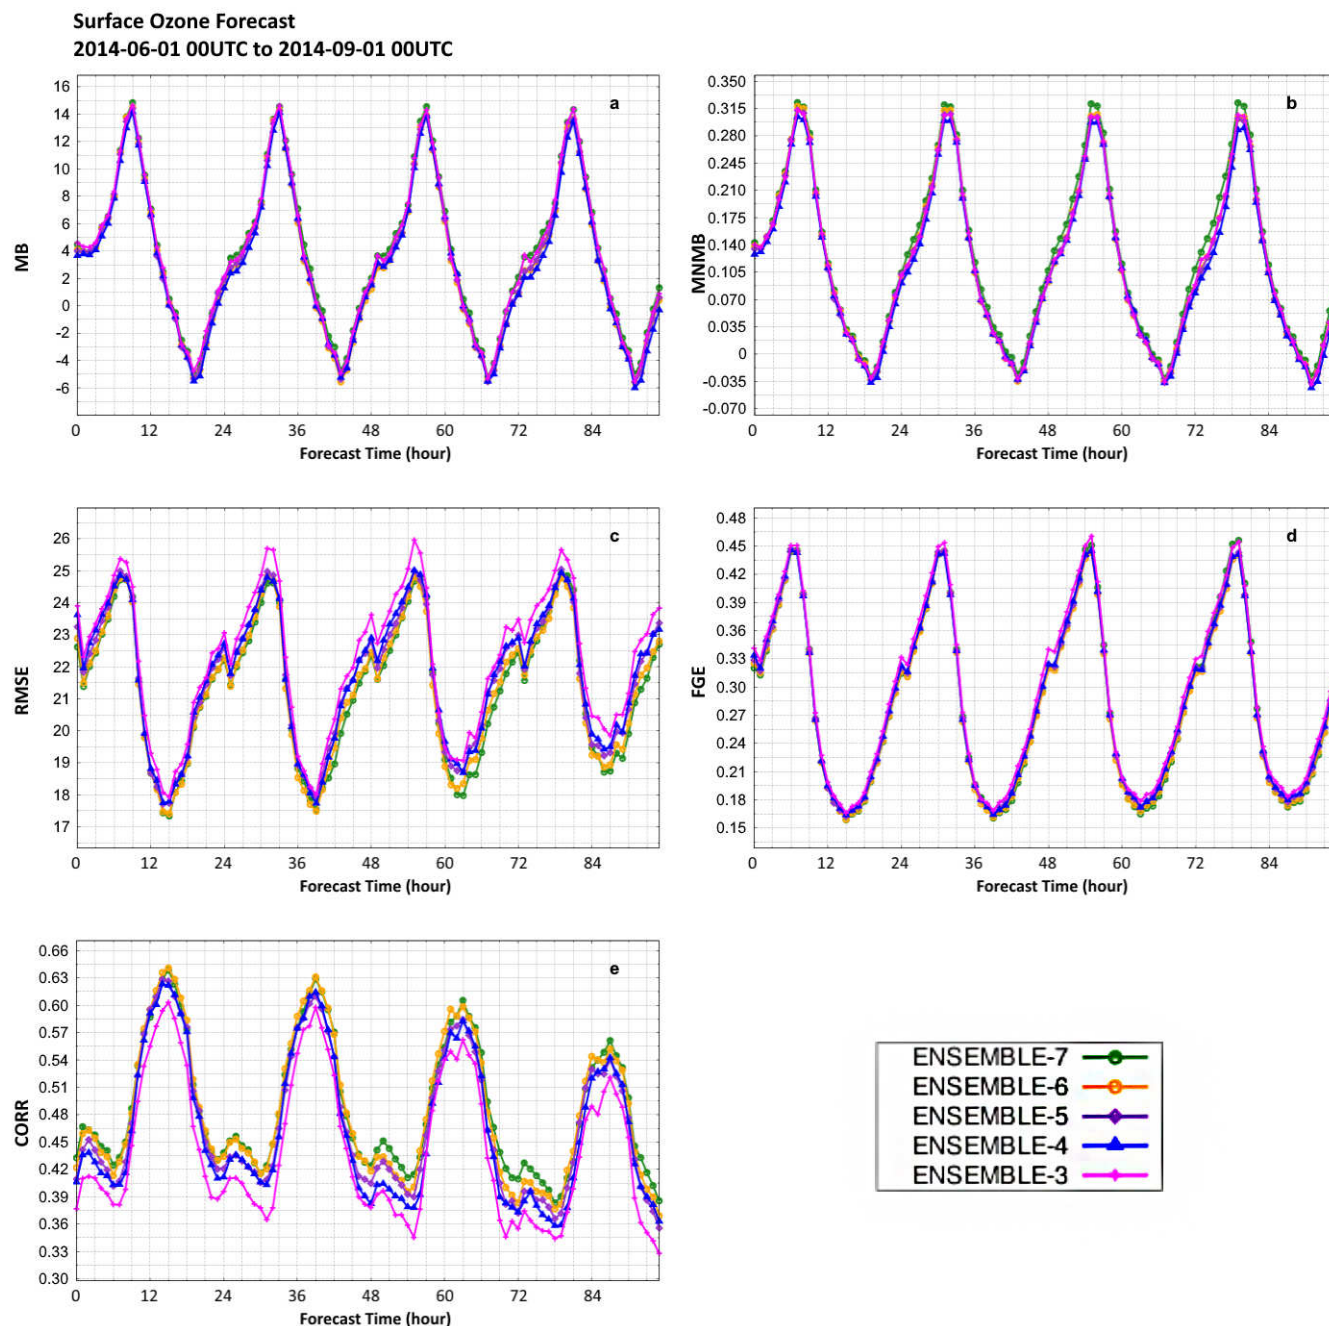 Surface Ozone Forecast
2014-06-01 00UTC to 2014-09-01 00UTC
a
MB
16
14
12
10
8
6
4
2
0
-2
-4
-6
0 12 24 36 48 60 72 84
Forecast Time (hour)
b
MNMB
0.350
0.315
0.280
0.245
0.210
0.175
0.140
0.105
0.070
0.035
0
-0.035
-0.070
0 12 24 36 48 60 72 84
Forecast Time (hour)
c
RMSE
26
25
24
23
22
21
20
19
18
17
0 12 24 36 48 60 72 84
Forecast Time (hour)
d
FGE
0.48
0.45
0.42
0.39
0.36
0.33
0.30
0.27
0.24
0.21
0.18
0.15
0 12 24 36 48 60 72 84
Forecast Time (hour)
e
CORR
0.66
0.63
0.60
0.57
0.54
0.51
0.48
0.45
0.42
0.39
0.36
0.33
0.30
0 12 24 36 48 60 72 84
Forecast Time (hour)
ENSEMBLE-7
ENSEMBLE-6
ENSEMBLE-5
ENSEMBLE-4
ENSEMBLE-3